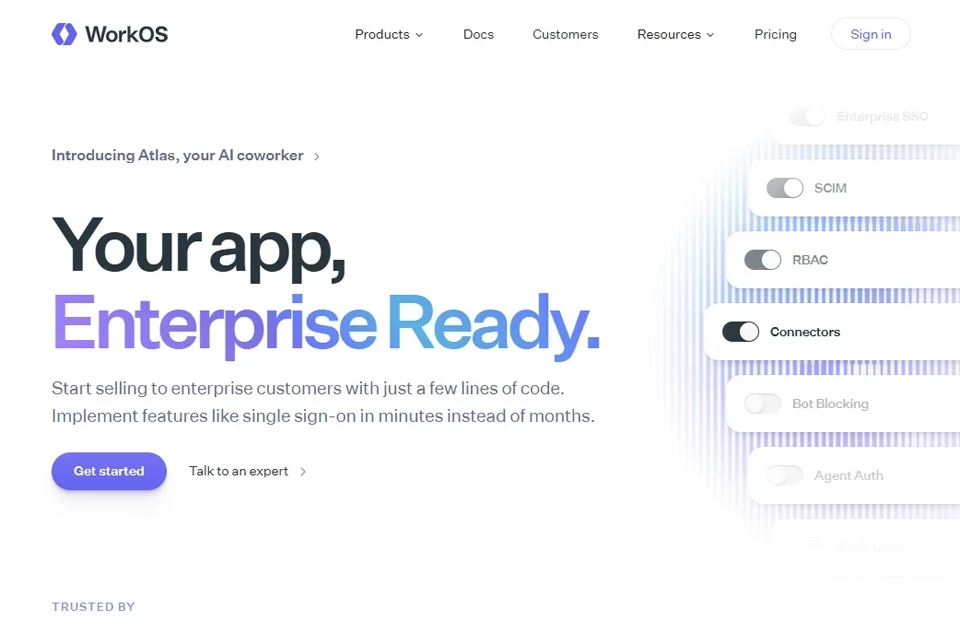 WorkOS
Products
Docs
Customers
Resources
Pricing
Sign in
Enterprise SSO
Introducing Atlas, your AI coworker
SCIM
Your app,
RBAC
Enterprise Ready.
Connectors
Start selling to enterprise customers with just a few lines of code.
Implement features like single sign-on in minutes instead of months.
Bot Blocking
Get started
Talk to an expert
Agent Auth
Audit Logs
TRUSTED BY